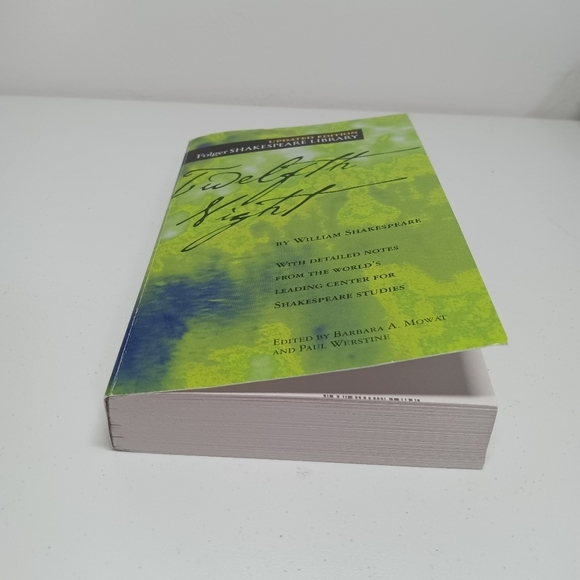 UPDATED EDITION
Folger SHAKESPEARE LIBRARY
Twelfth
Night
BY WILLIAM SHAKESPEARE
WITH DETAILED NOTES
FROM THE WORLD'S
LEADING CENTER FOR
SHAKESPEARE STUDIES
EDITED BY BARBARA A. MOWAT
AND PAUL WERSTINE